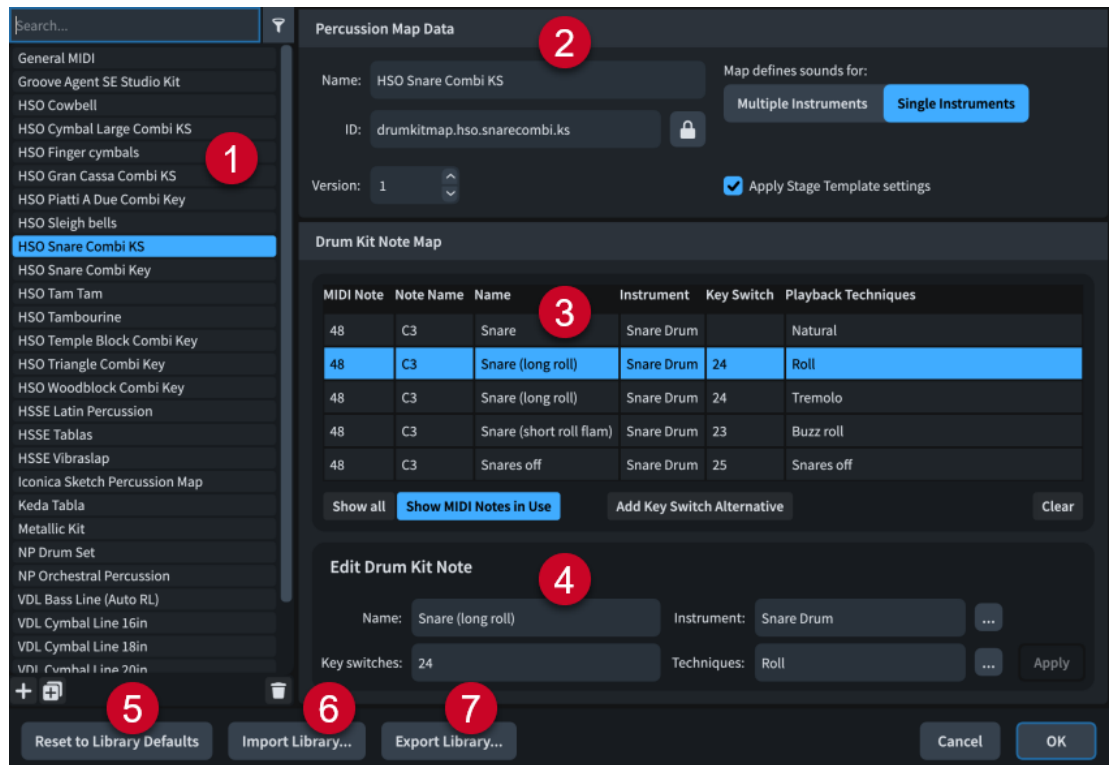 Search...
General MIDI
Groove Agent SE Studio Kit
HSO Cowbell
HSO Cymbal Large Combi KS
HSO Finger cymbals
HSO Gran Cassa Combi KS
HSO Piatti A Due Combi Key
HSO Sleigh bells
HSO Snare Combi KS
HSO Snare Combi Key
HSO Tam Tam
HSO Tambourine
HSO Temple Block Combi Key
HSO Triangle Combi Key
HSO Woodblock Combi Key
HSSE Latin Percussion
HSSE Tablas
HSSE Vibraslap
Iconica Sketch Percussion Map
Keda Tabla
Metallic Kit
NP Drum Set
NP Orchestral Percussion
VDL Bass Line (Auto RL)
VDL Cymbal Line 16in
VDL Cymbal Line 18in
VDL Cymbal Line 20in
1
Percussion Map Data
2
Name: HSO Snare Combi KS
ID: drumkitmap.hso.snarecombi.ks
Version: 1
Map defines sounds for:
Multiple Instruments Single Instruments
Apply Stage Template settings
Drum Kit Note Map
3
MIDI Note Note Name Name Instrument Key Switch Playback Techniques
48 C3 Snare Snare Drum Natural
48 C3 Snare (long roll) Snare Drum 24 Roll
48 C3 Snare (long roll) Snare Drum 24 Tremolo
48 C3 Snare (short roll flam) Snare Drum 23 Buzz roll
48 C3 Snares off Snare Drum 25 Snares off
Show all Show MIDI Notes in Use Add Key Switch Alternative Clear
Edit Drum Kit Note
4
Name: Snare (long roll) Instrument: Snare Drum ...
Key switches: 24 Techniques: Roll ... Apply
5 6 7
Reset to Library Defaults Import Library... Export Library... Cancel OK